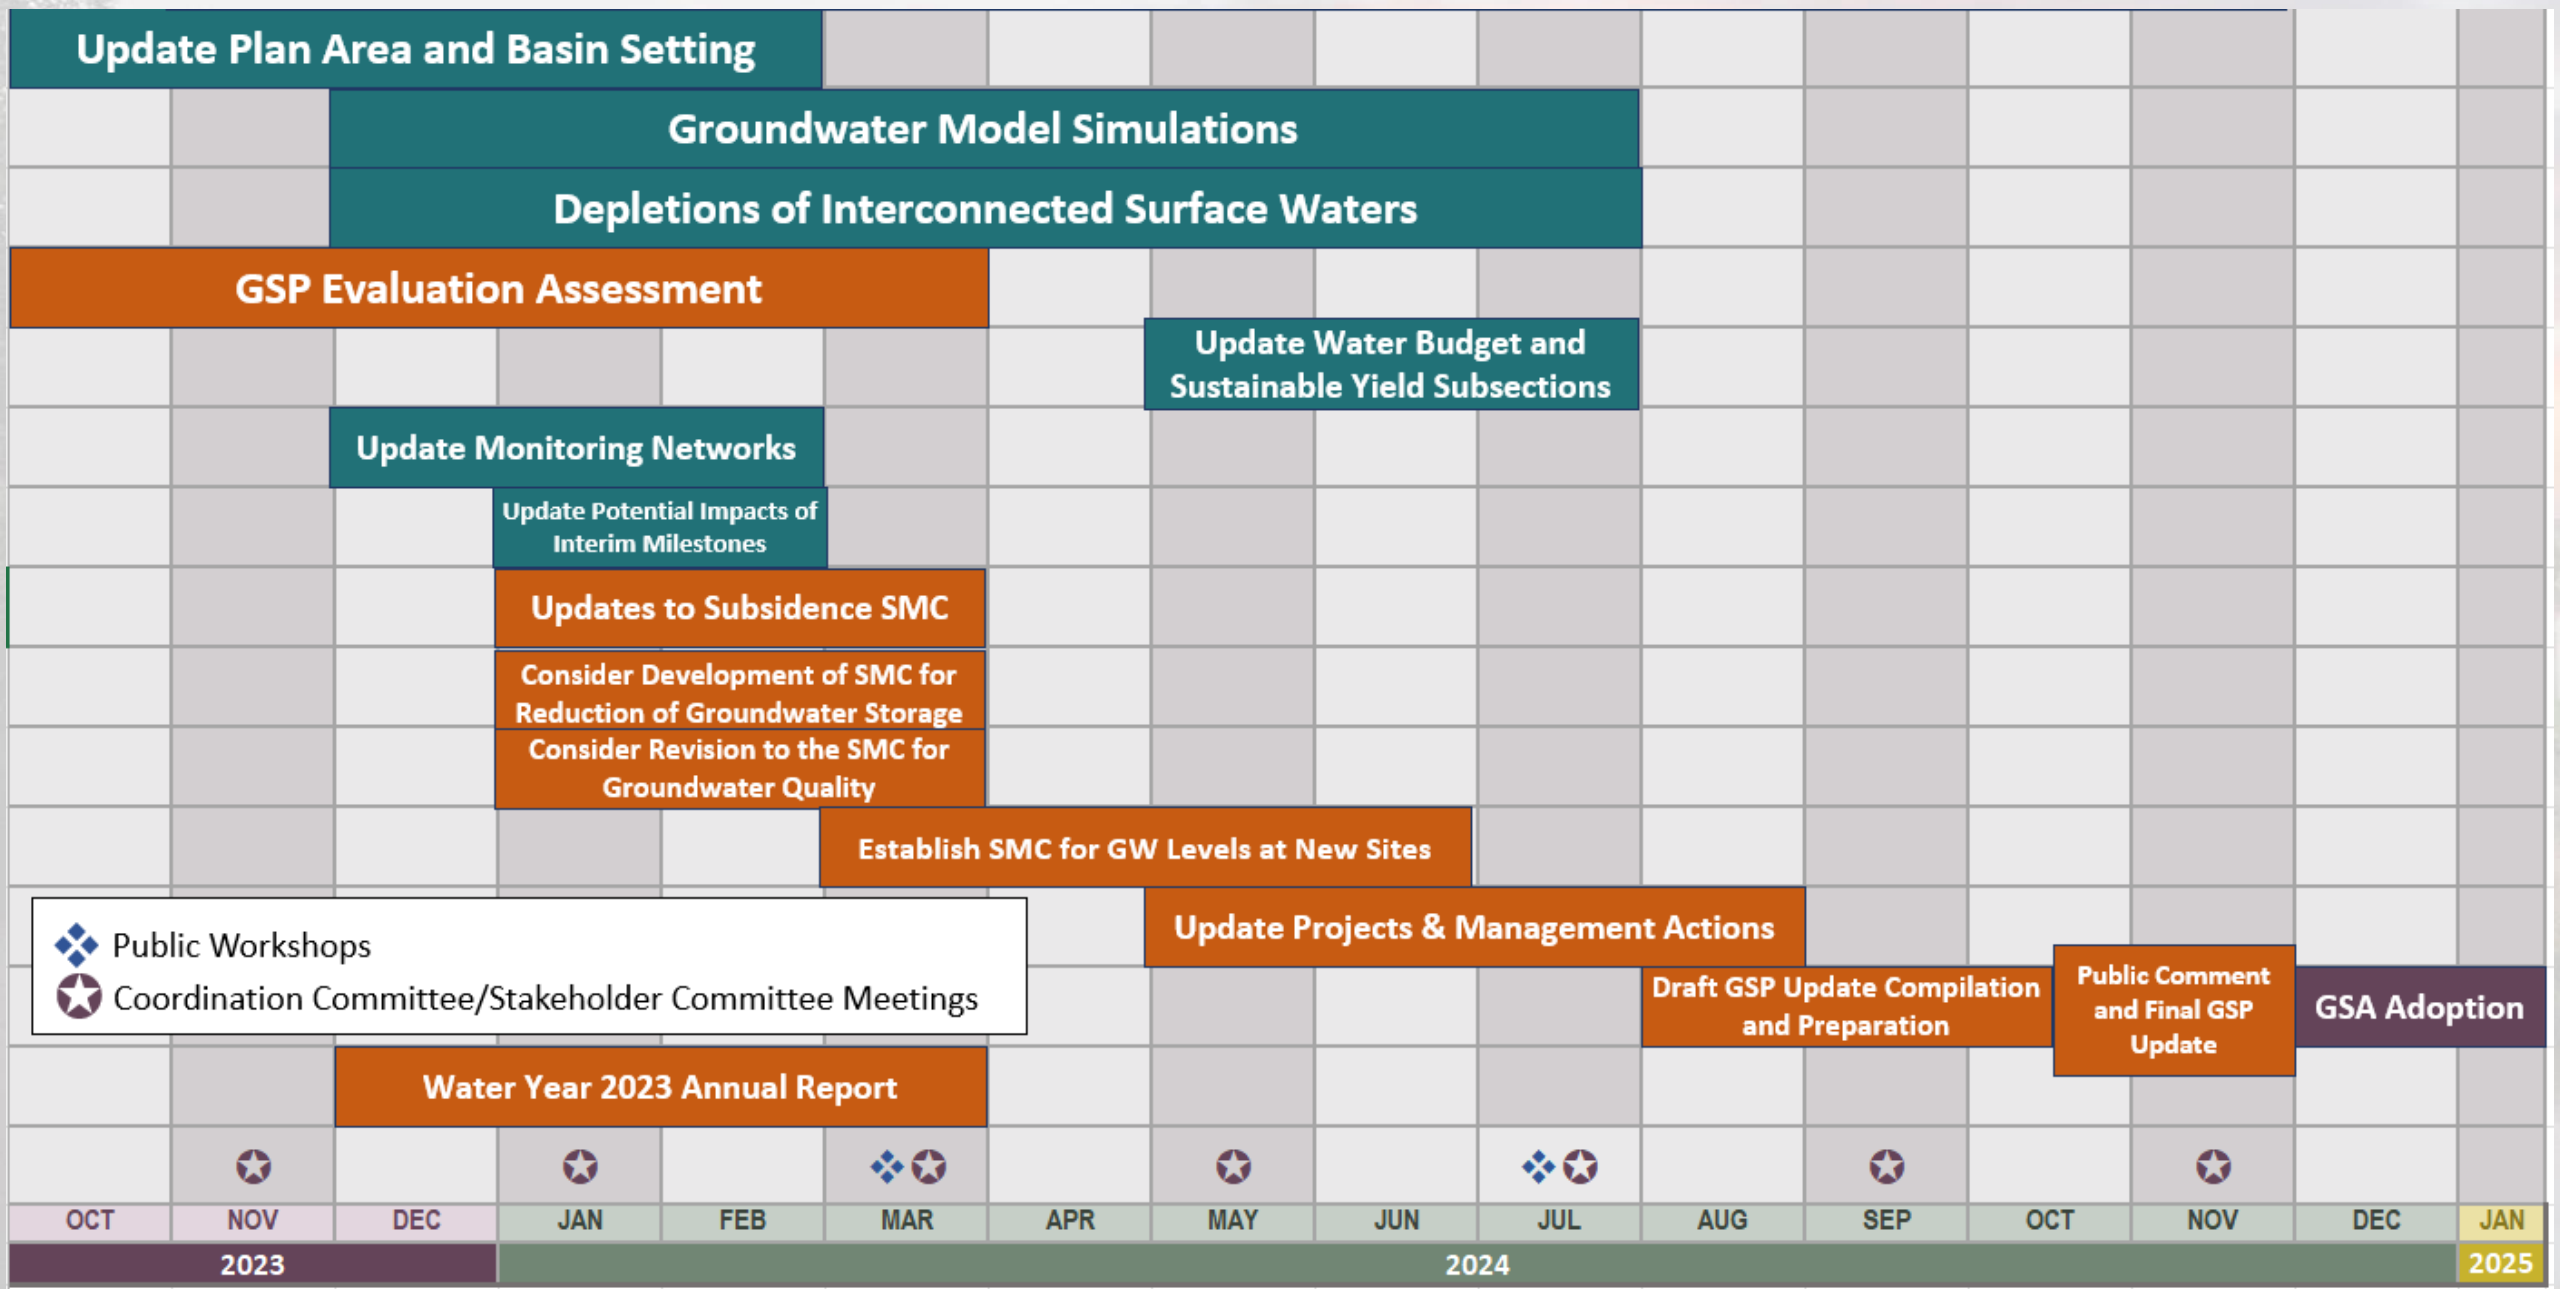 Update Plan Area and Basin Setting
Groundwater Model Simulations
Depletions of Interconnected Surface Waters
GSP Evaluation Assessment
Update Water Budget and
Sustainable Yield Subsections
Update Monitoring Networks
Update Potential Impacts of
Interim Milestones
Updates to Subsidence SMC
Consider Development of SMC for
Reduction of Groundwater Storage
Consider Revision to the SMC for
Groundwater Quality
Establish SMC for GW Levels at New Sites
Update Projects & Management Actions
Public Workshops
Coordination Committee/Stakeholder Committee Meetings
Draft GSP Update Compilation
and Preparation
Public Comment
and Final GSP
Update
GSA Adoption
Water Year 2023 Annual Report
OCT NOV DEC JAN FEB MAR APR MAY JUN JUL AUG SEP OCT NOV DEC JAN
2023 2024 2025